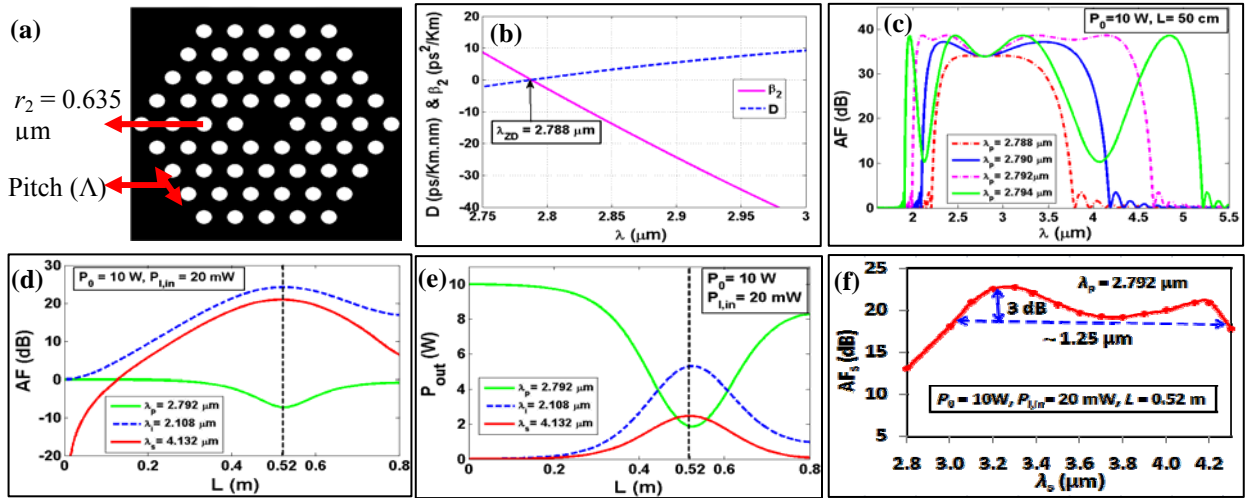 (a)
r₂ = 0.635
μm
Pitch (Λ)
(b)
D (ps/Km.nm) & β₂ (ps²/Km)
20
10
0
-10
-20
-30
-40
2.75
2.8
2.85
2.9
2.95
3
λ (μm)
β₂
D
λZD = 2.788 μm
(c)
P₀=10 W, L= 50 cm
AF (dB)
40
30
20
10
0
2
2.5
3
3.5
4
4.5
5
5.5
λ (μm)
λp = 2.788 μm
λp = 2.790 μm
λp = 2.792μm
λp = 2.794 μm
(d)
P₀ = 10 W, Pl,in = 20 mW
AF (dB)
30
20
10
0
-10
20
0
0.2
0.4
0.52
0.6
0.8
L (m)
λp = 2.792 μm
λi = 2.108 μm
λs = 4.132 μm
(e)
P₀ = 10 W
Pl,in = 20 mW
Pout (W)
10
8
6
4
2
0
0
0.2
0.4
0.52
0.6
0.8
L (m)
λp = 2.792 μm
λi = 2.108 μm
λs = 4.132 μm
(f)
AFs (dB)
25
20
15
10
5
λp = 2.792 μm
3 dB
~ 1.25 μm
P₀ = 10W, Pl,in= 20 mW, L = 0.52 m
2.8
3.0
3.2
3.4
3.6
3.8
4.0
4.2
λs (μm)